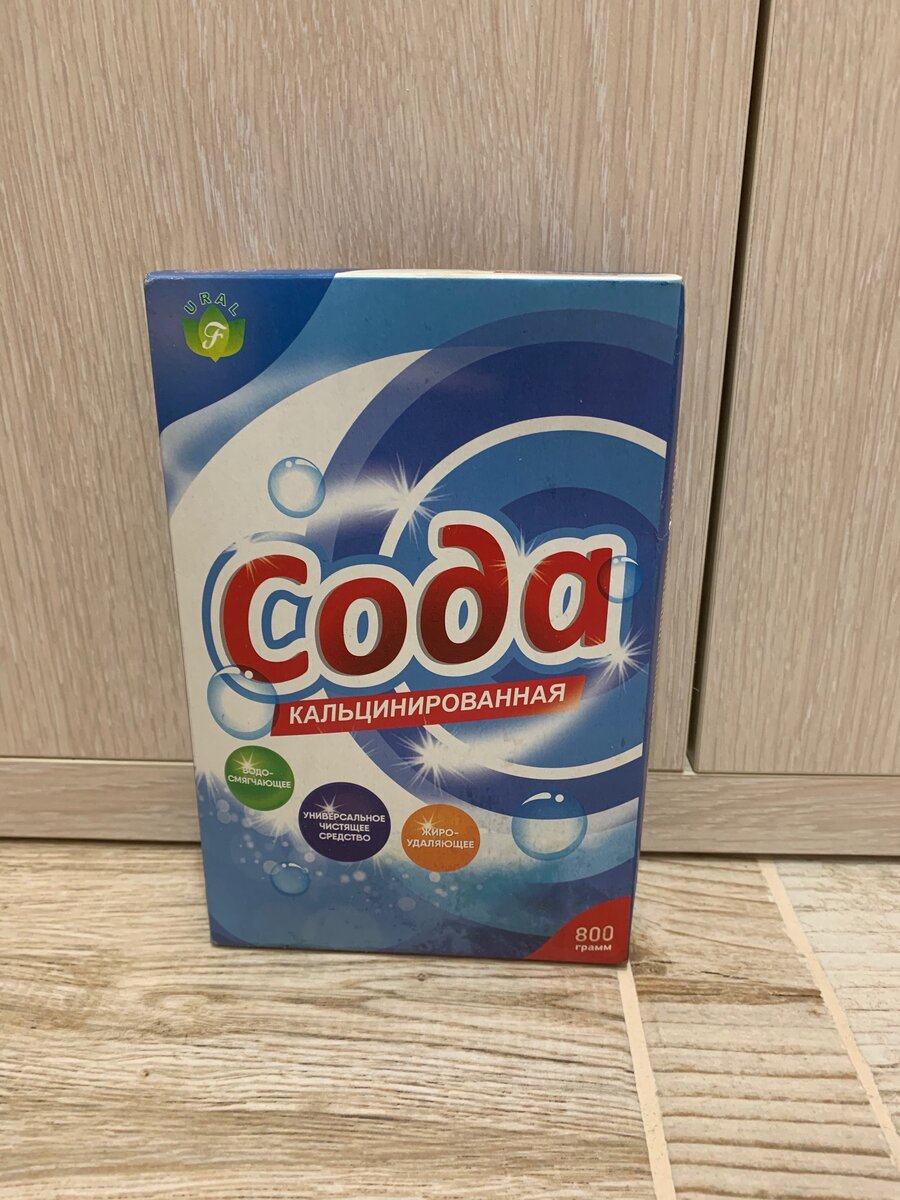 URAL
F
Сода
КАЛЬЦИНИРОВАННАЯ
ВОДО-
СМЯГЧАЮЩЕЕ
УНИВЕРСАЛЬНОЕ
ЧИСТЯЩЕЕ
СРЕДСТВО
ЖИРО-
УДАЛЯЮЩЕЕ
800
грамм